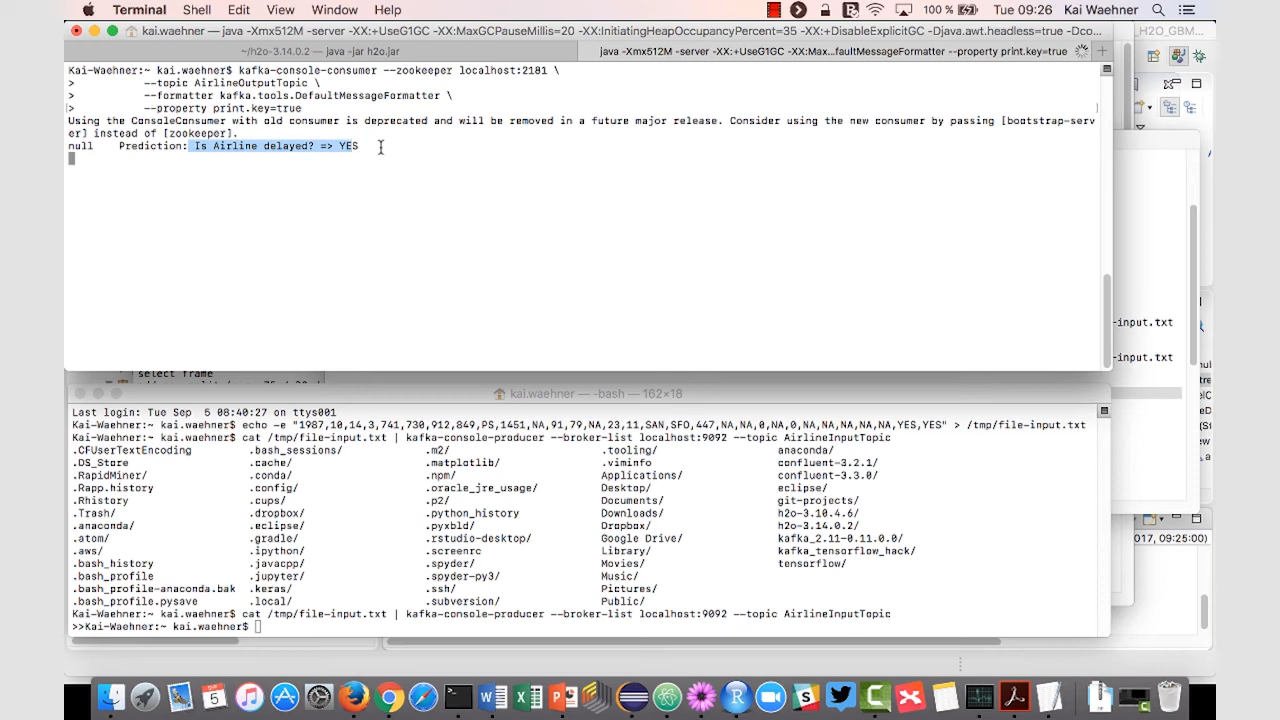 Terminal Shell Edit View Window Help 100 % Tue 09:26 Kai Waehner
kai.waehner — java -Xmx512M -server -XX:+UseG1GC -XX:MaxGCPauseMillis=20 -XX:InitiatingHeapOccupancyPercent=35 -XX:+DisableExplicitGC -Djava.awt.headless=true -Dco...
_H2O_GBM...
~/h2o-3.14.0.2 — java -jar h2o.jar
java -Xmx512M -server -XX:+UseG1GC -XX:Max...faultMessageFormatter --property print.key=true
Kai-Waehner:~ kai.waehner$ kafka-console-consumer --zookeeper localhost:2181 \
> --topic AirlineOutputTopic \
> --formatter kafka.tools.DefaultMessageFormatter \
> --property print.key=true
Using the ConsoleConsumer with old consumer is deprecated and will be removed in a future major release. Consider using the new consumer by passing [bootstrap-serv
er] instead of [zookeeper].
null Prediction: Is Airline delayed? => YES
-input.txt
-input.txt
select frame
kai.waehner — -bash — 162×18
Last login: Tue Sep 5 08:40:27 on ttys001
Kai-Waehner:~ kai.waehner$ echo -e "1987,10,14,3,741,730,912,849,PS,1451,NA,91,79,NA,23,11,SAN,SFO,447,NA,NA,0,NA,0,NA,NA,NA,NA,NA,YES,YES" > /tmp/file-input.txt
Kai-Waehner:~ kai.waehner$ cat /tmp/file-input.txt | kafka-console-producer --broker-list localhost:9092 --topic AirlineInputTopic
.CFUserTextEncoding .bash_sessions/ .m2/ .tooling/ anaconda/
.DS_Store .cache/ .matplotlib/ .viminfo confluent-3.2.1/
.RapidMiner/ .conda/ .npm/ Applications/ confluent-3.3.0/
.Rapp.history .config/ .oracle_jre_usage/ Desktop/ eclipse/
.Rhistory .cups/ .p2/ Documents/ git-projects/
.Trash/ .dropbox/ .python_history Downloads/ h2o-3.10.4.6/
.anaconda/ .eclipse/ .pyxbld/ Dropbox/ h2o-3.14.0.2/
.atom/ .gradle/ .rstudio-desktop/ Google Drive/ kafka_2.11-0.11.0.0/
.aws/ .ipython/ .screenrc Library/ kafka_tensorflow_hack/
.bash_history .javacpp/ .spyder/ Movies/ tensorflow/
.bash_profile .jupyter/ .spyder-py3/ Music/
.bash_profile-anaconda.bak .keras/ .ssh/ Pictures/
.bash_profile.pysave .local/ .subversion/ Public/
Kai-Waehner:~ kai.waehner$ cat /tmp/file-input.txt | kafka-console-producer --broker-list localhost:9092 --topic AirlineInputTopic
>>Kai-Waehner:~ kai.waehner$
017, 09:25:00)